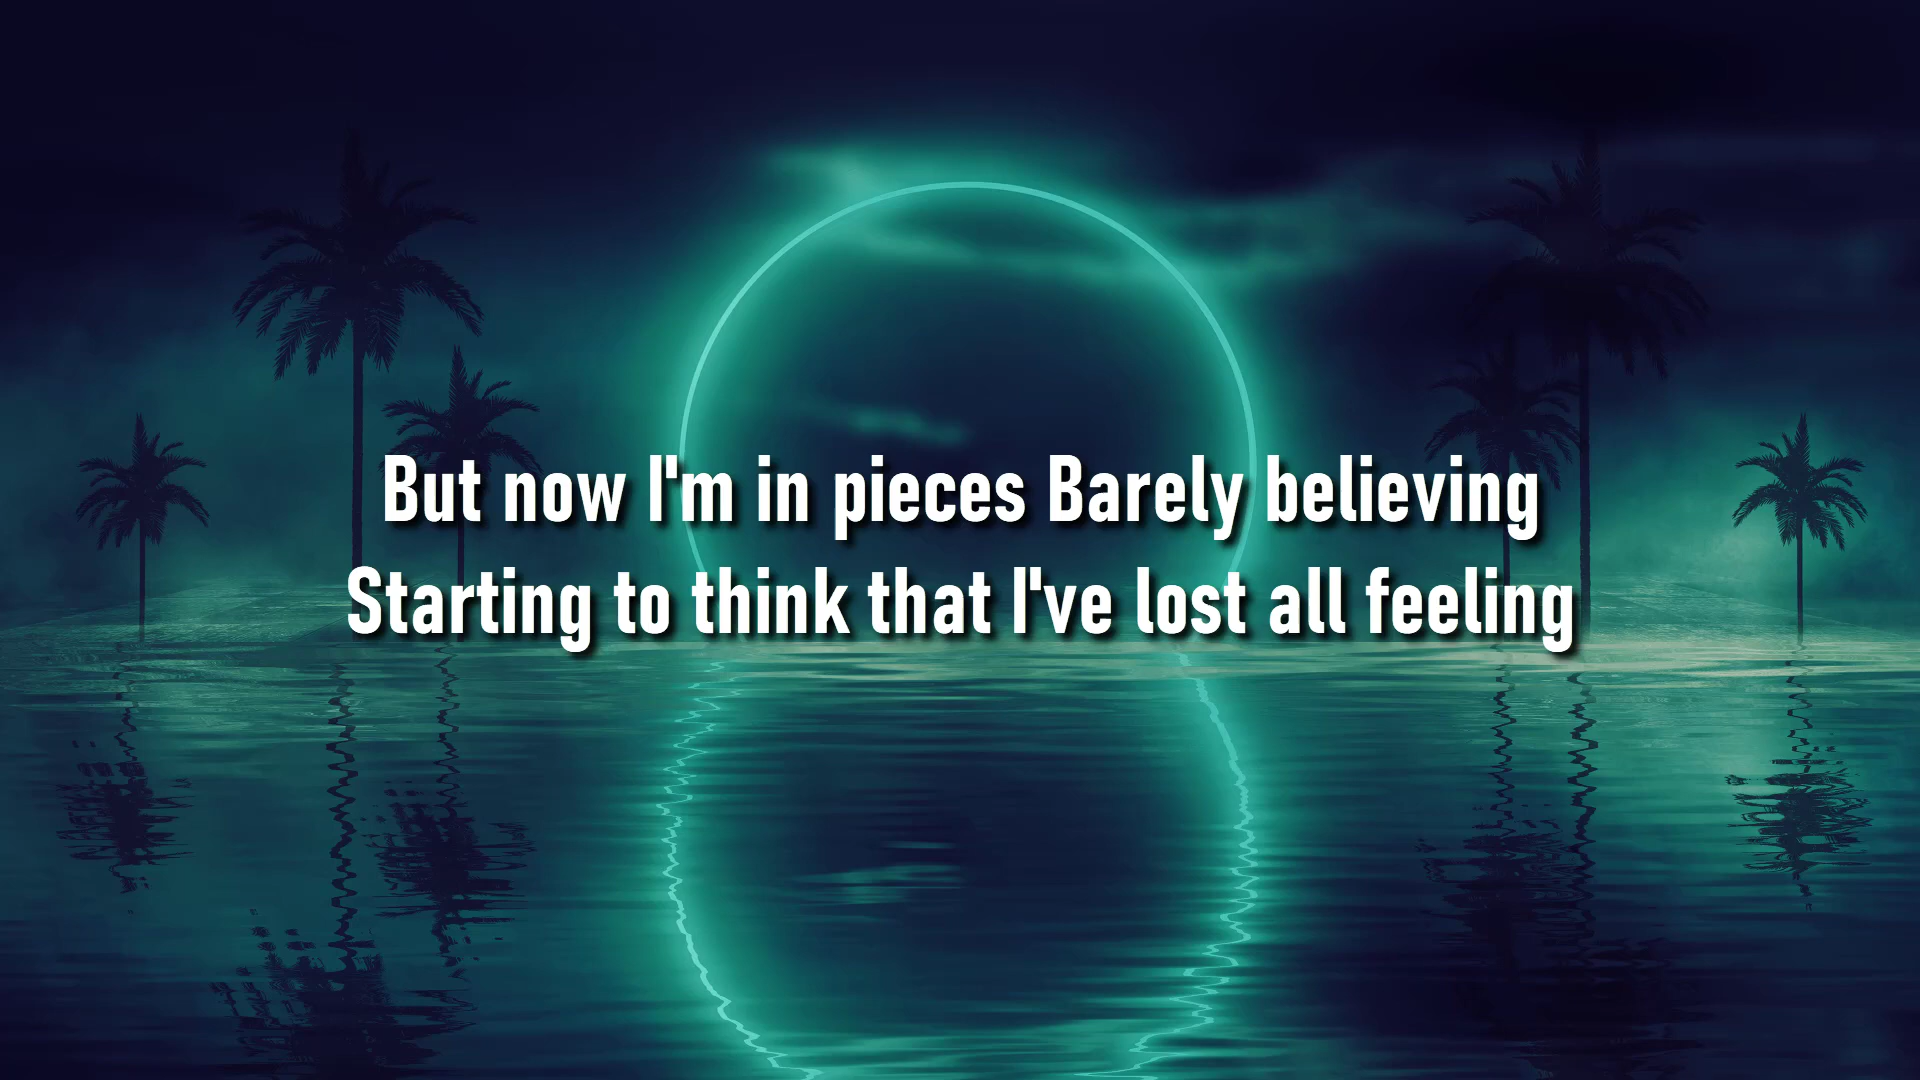 But now I'm in pieces Barely believing
Starting to think that I've lost all feeling